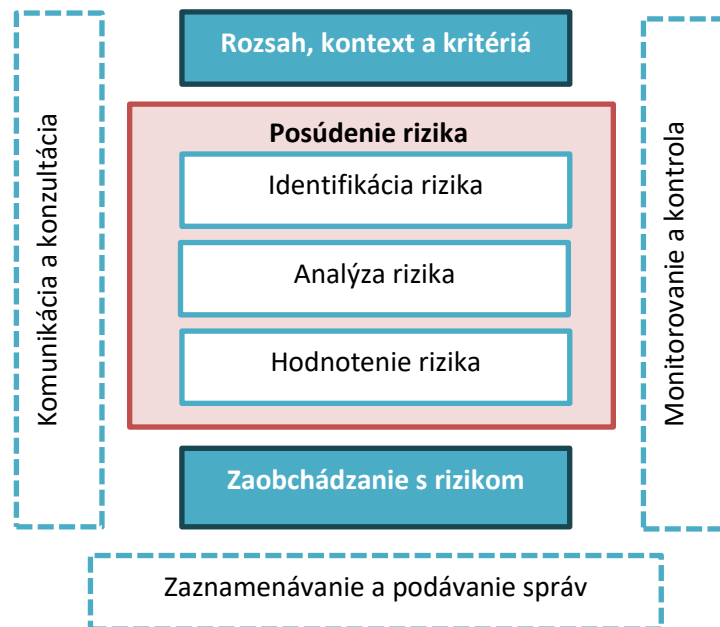 Rozsah, kontext a kritériá
Komunikácia a konzultácia
Posúdenie rizika
Identifikácia rizika
Analýza rizika
Hodnotenie rizika
Monitorovanie a kontrola
Zaobchádzanie s rizikom
Zaznamenávanie a podávanie správ